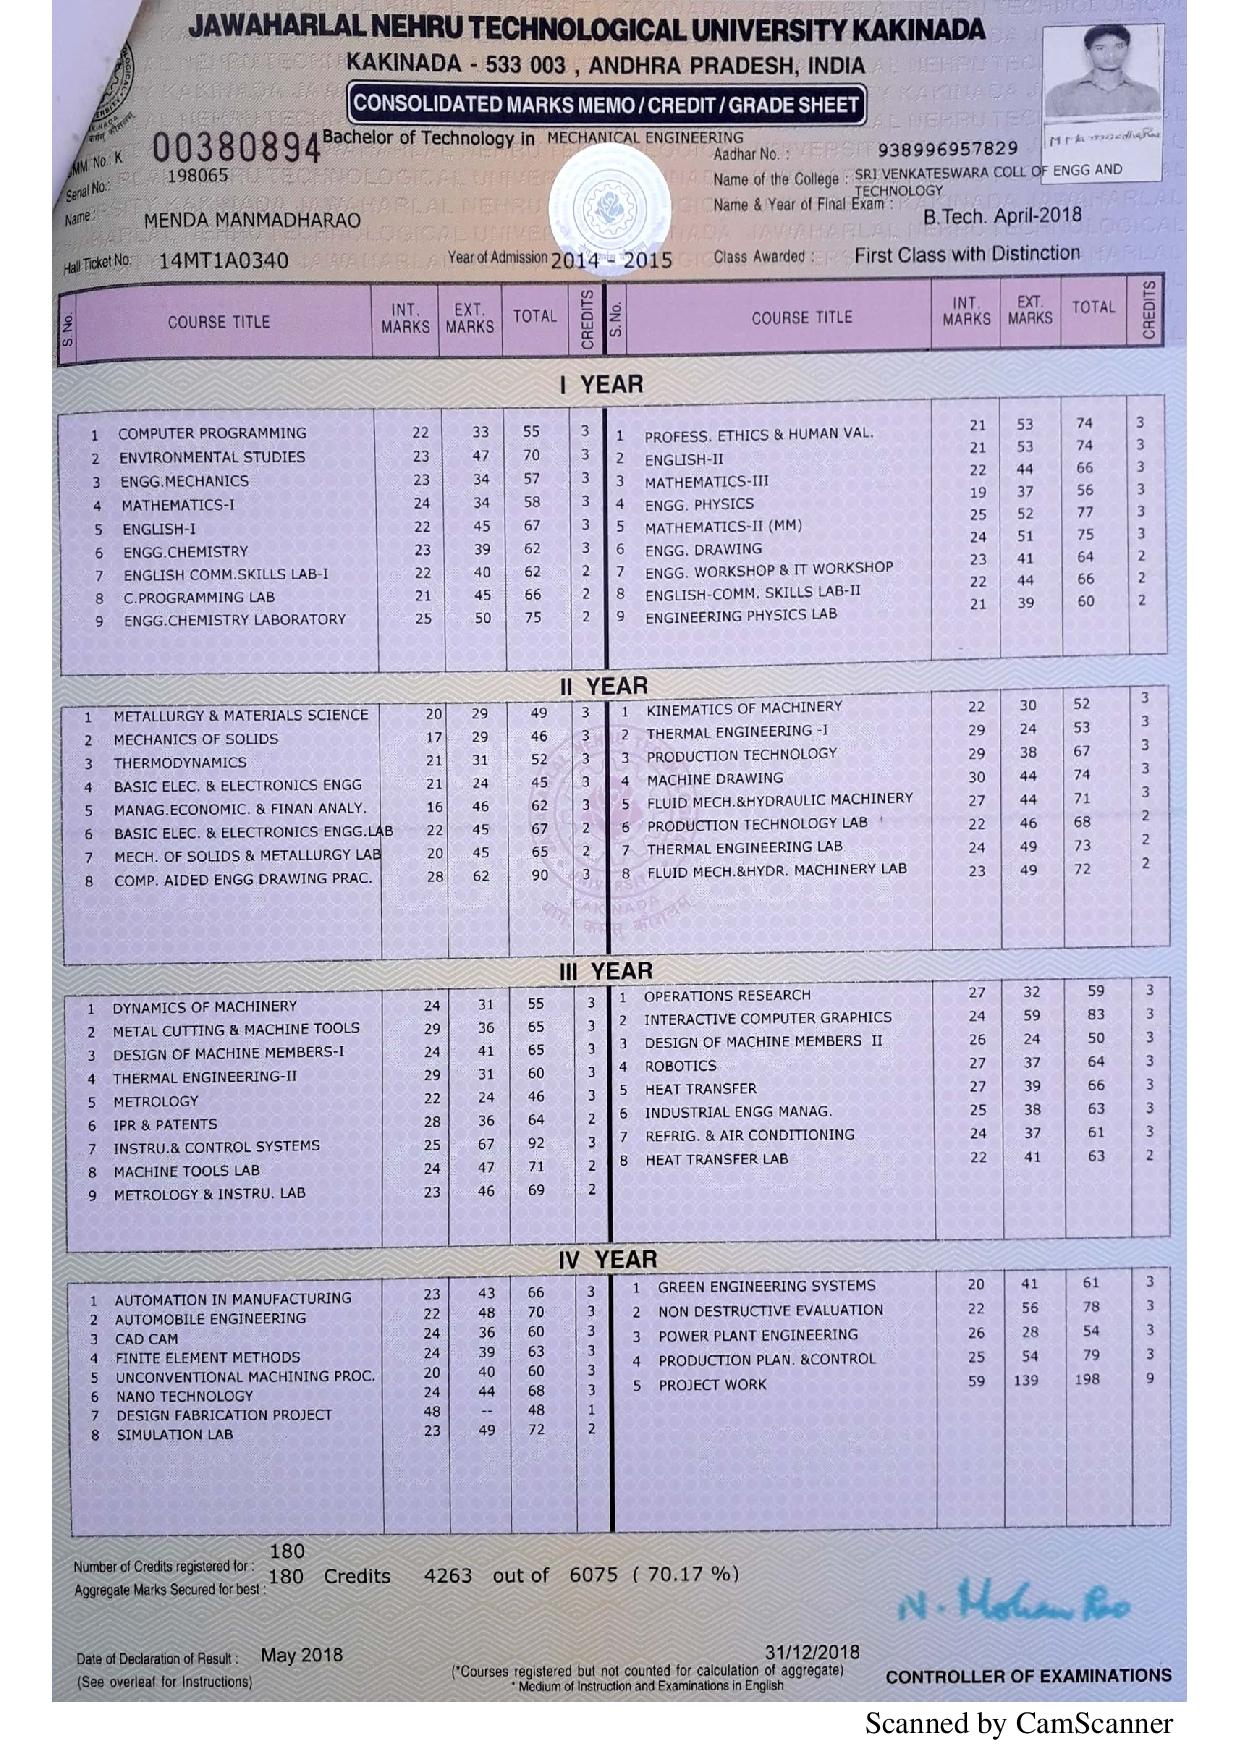 JAWAHARLAL NEHRU TECHNOLOGICAL UNIVERSITY KAKINADA
KAKINADA - 533 003 , ANDHRA PRADESH, INDIA
CONSOLIDATED MARKS MEMO / CREDIT / GRADE SHEET
MM. No. K 00380894 Bachelor of Technology in MECHANICAL ENGINEERING
Aadhar No. : 938996957829
Serial No.: 198065
Name of the College : SRI VENKATESWARA COLL OF ENGG AND TECHNOLOGY
Name: MENDA MANMADHARAO
Name & Year of Final Exam : B.Tech. April-2018
Hall Ticket No: 14MT1A0340 Year of Admission 2014 - 2015 Class Awarded : First Class with Distinction
S.No. COURSE TITLE INT. MARKS EXT. MARKS TOTAL CREDITS S.No. COURSE TITLE INT. MARKS EXT. MARKS TOTAL CREDITS
I YEAR
1 COMPUTER PROGRAMMING 22 33 55 3 1 PROFESS. ETHICS & HUMAN VAL. 21 53 74 3
2 ENVIRONMENTAL STUDIES 23 47 70 3 2 ENGLISH-II 21 53 74 3
3 ENGG.MECHANICS 23 34 57 3 3 MATHEMATICS-III 22 44 66 3
4 MATHEMATICS-I 24 34 58 3 4 ENGG. PHYSICS 19 37 56 3
5 ENGLISH-I 22 45 67 3 5 MATHEMATICS-II (MM) 25 52 77 3
6 ENGG.CHEMISTRY 23 39 62 3 6 ENGG. DRAWING 24 51 75 3
7 ENGLISH COMM.SKILLS LAB-I 22 40 62 2 7 ENGG. WORKSHOP & IT WORKSHOP 23 41 64 2
8 C.PROGRAMMING LAB 21 45 66 2 8 ENGLISH-COMM. SKILLS LAB-II 22 44 66 2
9 ENGG.CHEMISTRY LABORATORY 25 50 75 2 9 ENGINEERING PHYSICS LAB 21 39 60 2
II YEAR
1 METALLURGY & MATERIALS SCIENCE 20 29 49 3 1 KINEMATICS OF MACHINERY 22 30 52 3
2 MECHANICS OF SOLIDS 17 29 46 3 2 THERMAL ENGINEERING -I 29 24 53 3
3 THERMODYNAMICS 21 31 52 3 3 PRODUCTION TECHNOLOGY 29 38 67 3
4 BASIC ELEC. & ELECTRONICS ENGG 21 24 45 3 4 MACHINE DRAWING 30 44 74 3
5 MANAG.ECONOMIC. & FINAN ANALY. 16 46 62 3 5 FLUID MECH.&HYDRAULIC MACHINERY 27 44 71 3
6 BASIC ELEC. & ELECTRONICS ENGG.LAB 22 45 67 2 6 PRODUCTION TECHNOLOGY LAB 22 46 68 2
7 MECH. OF SOLIDS & METALLURGY LAB 20 45 65 2 7 THERMAL ENGINEERING LAB 24 49 73 2
8 COMP. AIDED ENGG DRAWING PRAC. 28 62 90 3 8 FLUID MECH.&HYDR. MACHINERY LAB 23 49 72 2
III YEAR
1 DYNAMICS OF MACHINERY 24 31 55 3 1 OPERATIONS RESEARCH 27 32 59 3
2 METAL CUTTING & MACHINE TOOLS 29 36 65 3 2 INTERACTIVE COMPUTER GRAPHICS 24 59 83 3
3 DESIGN OF MACHINE MEMBERS-I 24 41 65 3 3 DESIGN OF MACHINE MEMBERS II 26 24 50 3
4 THERMAL ENGINEERING-II 29 31 60 3 4 ROBOTICS 27 37 64 3
5 METROLOGY 22 24 46 3 5 HEAT TRANSFER 27 39 66 3
6 IPR & PATENTS 28 36 64 2 6 INDUSTRIAL ENGG MANAG. 25 38 63 3
7 INSTRU.& CONTROL SYSTEMS 25 67 92 3 7 REFRIG. & AIR CONDITIONING 24 37 61 3
8 MACHINE TOOLS LAB 24 47 71 2 8 HEAT TRANSFER LAB 22 41 63 2
9 METROLOGY & INSTRU. LAB 23 46 69 2
IV YEAR
1 AUTOMATION IN MANUFACTURING 23 43 66 3 1 GREEN ENGINEERING SYSTEMS 20 41 61 3
2 AUTOMOBILE ENGINEERING 22 48 70 3 2 NON DESTRUCTIVE EVALUATION 22 56 78 3
3 CAD CAM 24 36 60 3 3 POWER PLANT ENGINEERING 26 28 54 3
4 FINITE ELEMENT METHODS 24 39 63 3 4 PRODUCTION PLAN. &CONTROL 25 54 79 3
5 UNCONVENTIONAL MACHINING PROC. 20 40 60 3 5 PROJECT WORK 59 139 198 9
6 NANO TECHNOLOGY 24 44 68 3
7 DESIGN FABRICATION PROJECT 48 -- 48 1
8 SIMULATION LAB 23 49 72 2
Number of Credits registered for : 180
Aggregate Marks Secured for best : 180 Credits 4263 out of 6075 ( 70.17 %)
N. Mohan Rao
Date of Declaration of Result : May 2018 31/12/2018
(See overleaf for Instructions) (*Courses registered but not counted for calculation of aggregate) CONTROLLER OF EXAMINATIONS
* Medium of Instruction and Examinations in English
Scanned by CamScanner